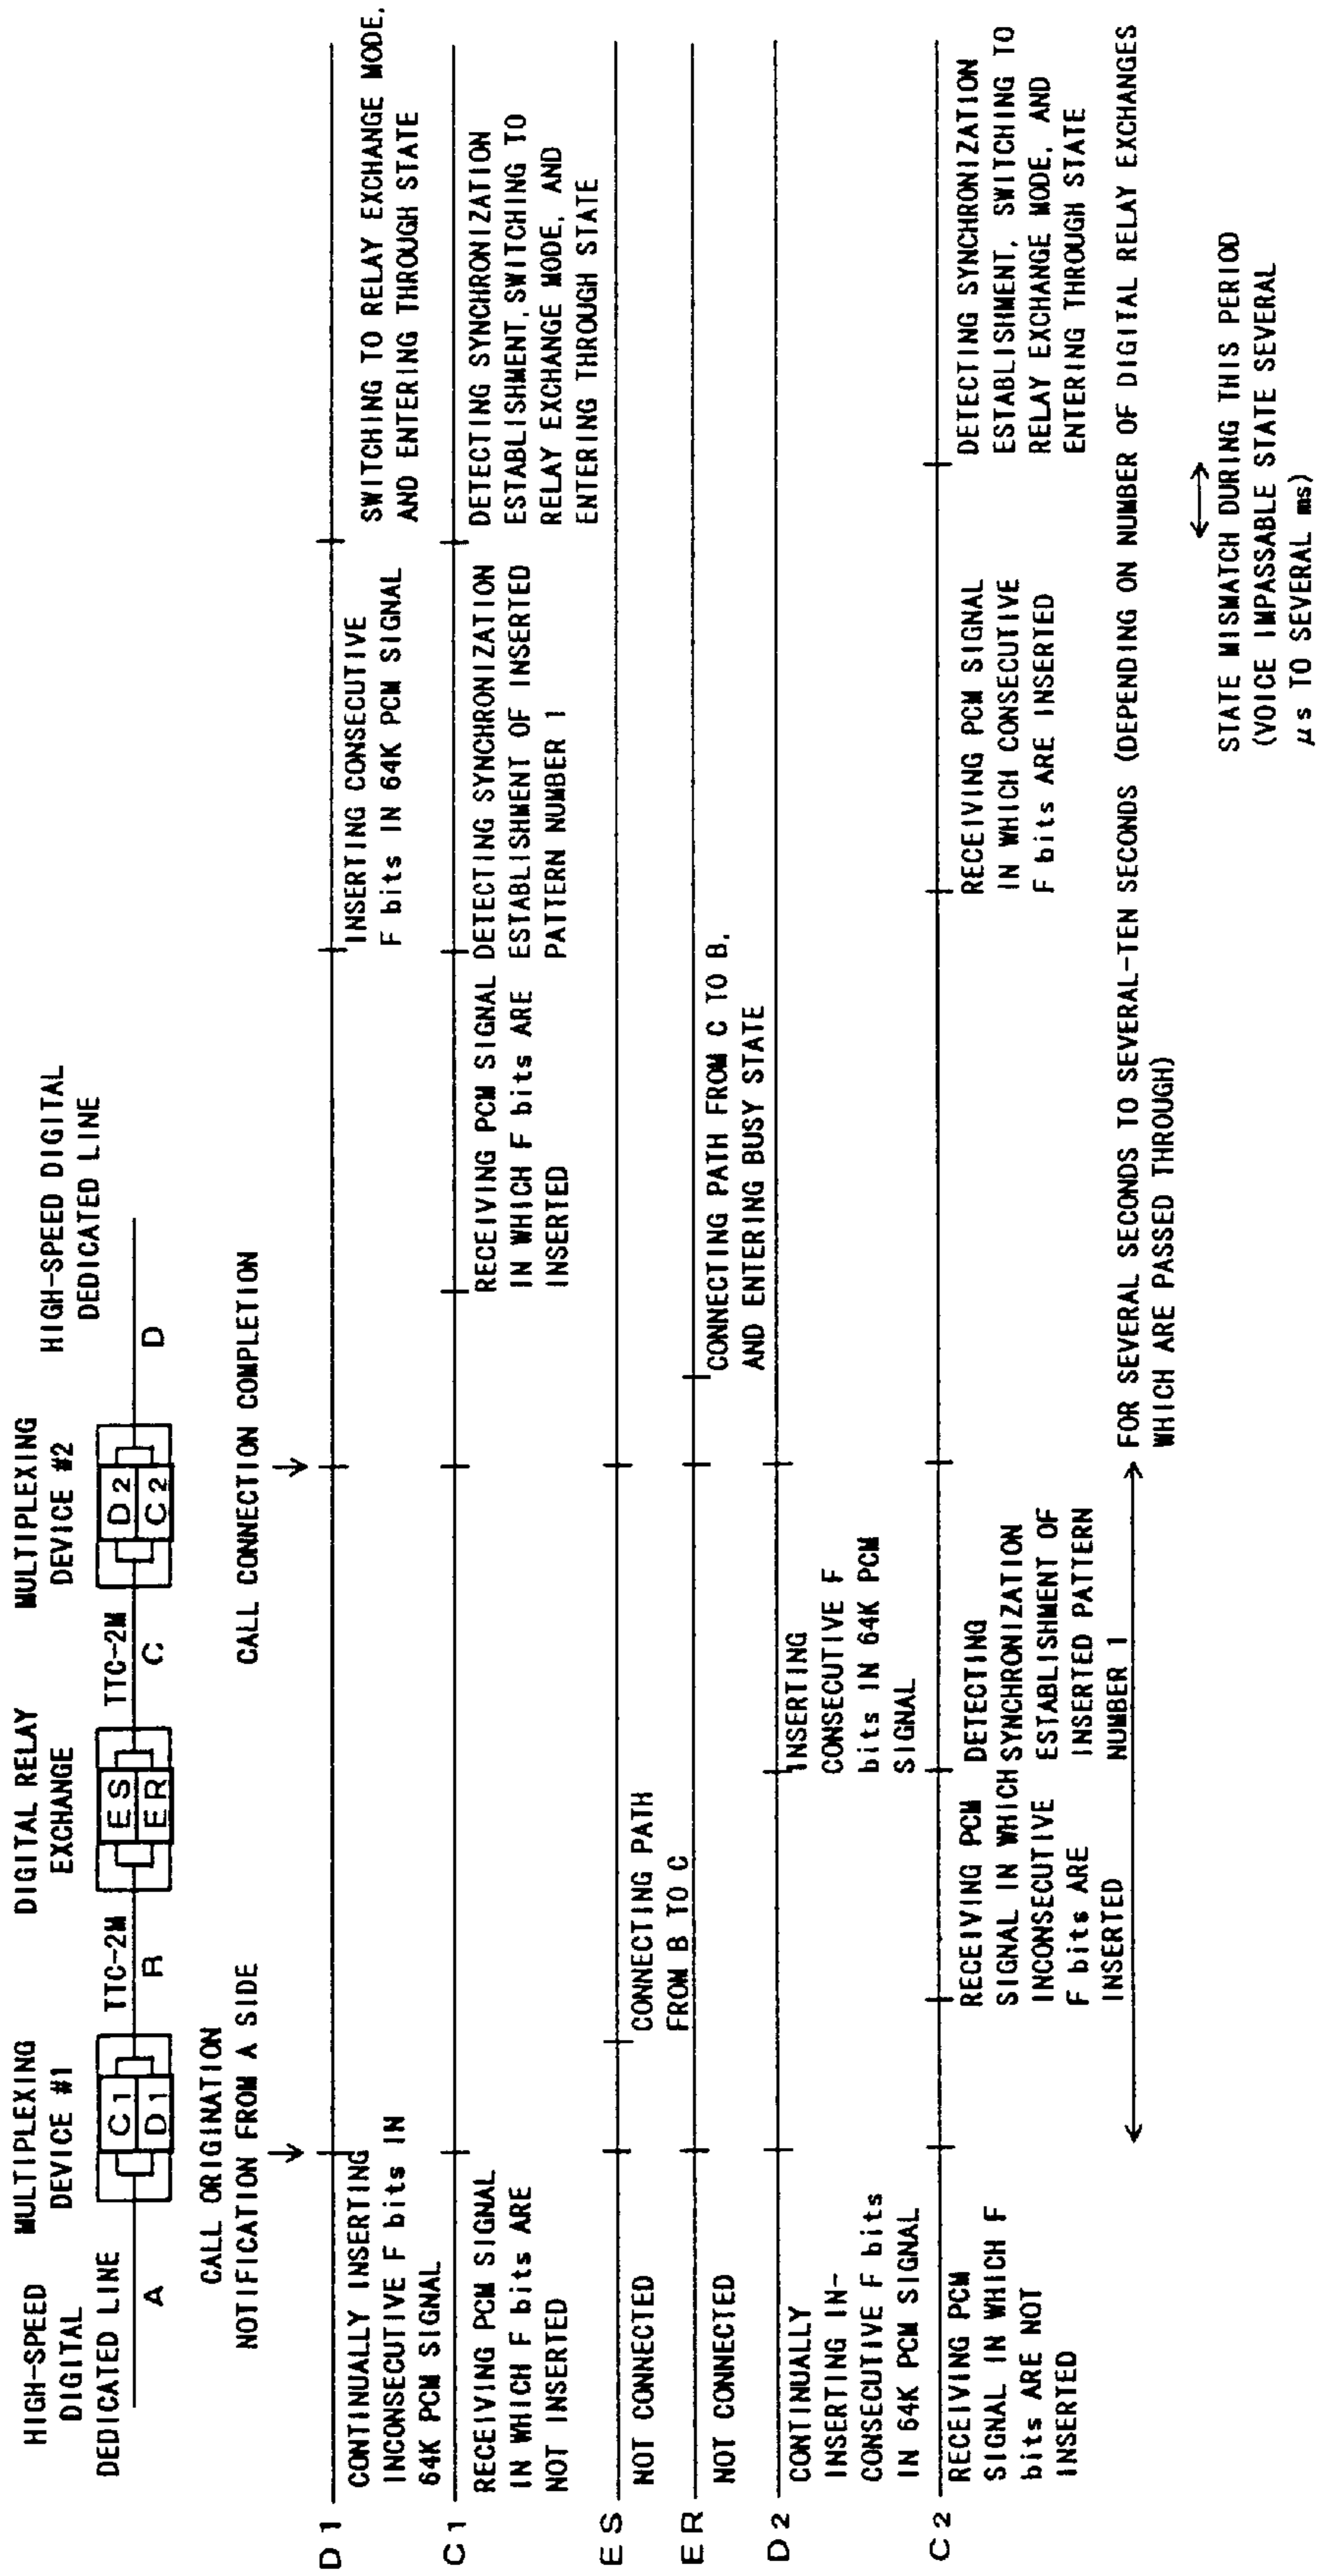 HIGH-SPEED
DIGITAL
DEDICATED LINE
A
MULTIPLEXING
DEVICE #1
C1
D1
TTC-2M
R
DIGITAL RELAY
EXCHANGE
ES
ER
TTC-2M
C
MULTIPLEXING
DEVICE #2
D2
C2
HIGH-SPEED DIGITAL
DEDICATED LINE
D
CALL ORIGINATION
NOTIFICATION FROM A SIDE
CALL CONNECTION COMPLETION
D1
CONTINUALLY INSERTING
INCONSECUTIVE F bits IN
64K PCM SIGNAL
INSERTING CONSECUTIVE
F bits IN 64K PCM SIGNAL
SWITCHING TO RELAY EXCHANGE MODE,
AND ENTERING THROUGH STATE
C1
RECEIVING PCM SIGNAL
IN WHICH F bits ARE
NOT INSERTED
RECEIVING PCM SIGNAL
IN WHICH F bits ARE
INSERTED
DETECTING SYNCHRONIZATION
ESTABLISHMENT OF INSERTED
PATTERN NUMBER 1
DETECTING SYNCHRONIZATION
ESTABLISHMENT, SWITCHING TO
RELAY EXCHANGE MODE, AND
ENTERING THROUGH STATE
ES
NOT CONNECTED
CONNECTING PATH
FROM B TO C
ER
NOT CONNECTED
CONNECTING PATH FROM C TO B,
AND ENTERING BUSY STATE
D2
CONTINUALLY
INSERTING IN-
CONSECUTIVE F bits
IN 64K PCM SIGNAL
INSERTING
CONSECUTIVE F
bits IN 64K PCM
SIGNAL
C2
RECEIVING PCM
SIGNAL IN WHICH F
bits ARE NOT
INSERTED
RECEIVING PCM
SIGNAL IN WHICH
INCONSECUTIVE
F bits ARE
INSERTED
DETECTING
SYNCHRONIZATION
ESTABLISHMENT OF
INSERTED PATTERN
NUMBER 1
RECEIVING PCM SIGNAL
IN WHICH CONSECUTIVE
F bits ARE INSERTED
DETECTING SYNCHRONIZATION
ESTABLISHMENT, SWITCHING TO
RELAY EXCHANGE MODE, AND
ENTERING THROUGH STATE
FOR SEVERAL SECONDS TO SEVERAL-TEN SECONDS (DEPENDING ON NUMBER OF DIGITAL RELAY EXCHANGES
WHICH ARE PASSED THROUGH)
STATE MISMATCH DURING THIS PERIOD
(VOICE IMPASSABLE STATE SEVERAL
μs TO SEVERAL ms)